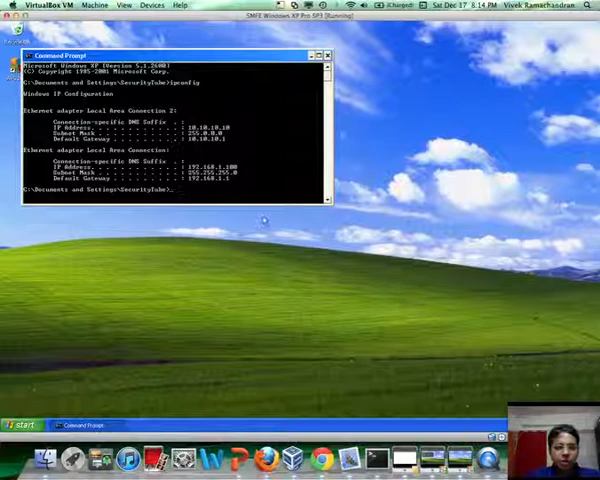 VirtualBox VM Machine View Devices Help
(Charged) Sat Dec 17 8:14 PM Vivek Ramachandran
SMFE Windows XP Pro SP3 [Running]
Command Prompt
Microsoft Windows XP [Version 5.1.2600]
(C) Copyright 1985-2001 Microsoft Corp.
C:\Documents and Settings\SecurityTube>ipconfig
Windows IP Configuration
Ethernet adapter Local Area Connection 2:
Connection-specific DNS Suffix . :
IP Address. . . . . . . . . . . . : 10.10.10.10
Subnet Mask . . . . . . . . . . . : 255.0.0.0
Default Gateway . . . . . . . . . : 10.10.10.1
Ethernet adapter Local Area Connection:
Connection-specific DNS Suffix . :
IP Address. . . . . . . . . . . . : 192.168.1.100
Subnet Mask . . . . . . . . . . . : 255.255.255.0
Default Gateway . . . . . . . . . : 192.168.1.1
C:\Documents and Settings\SecurityTube>_
start
Command Prompt